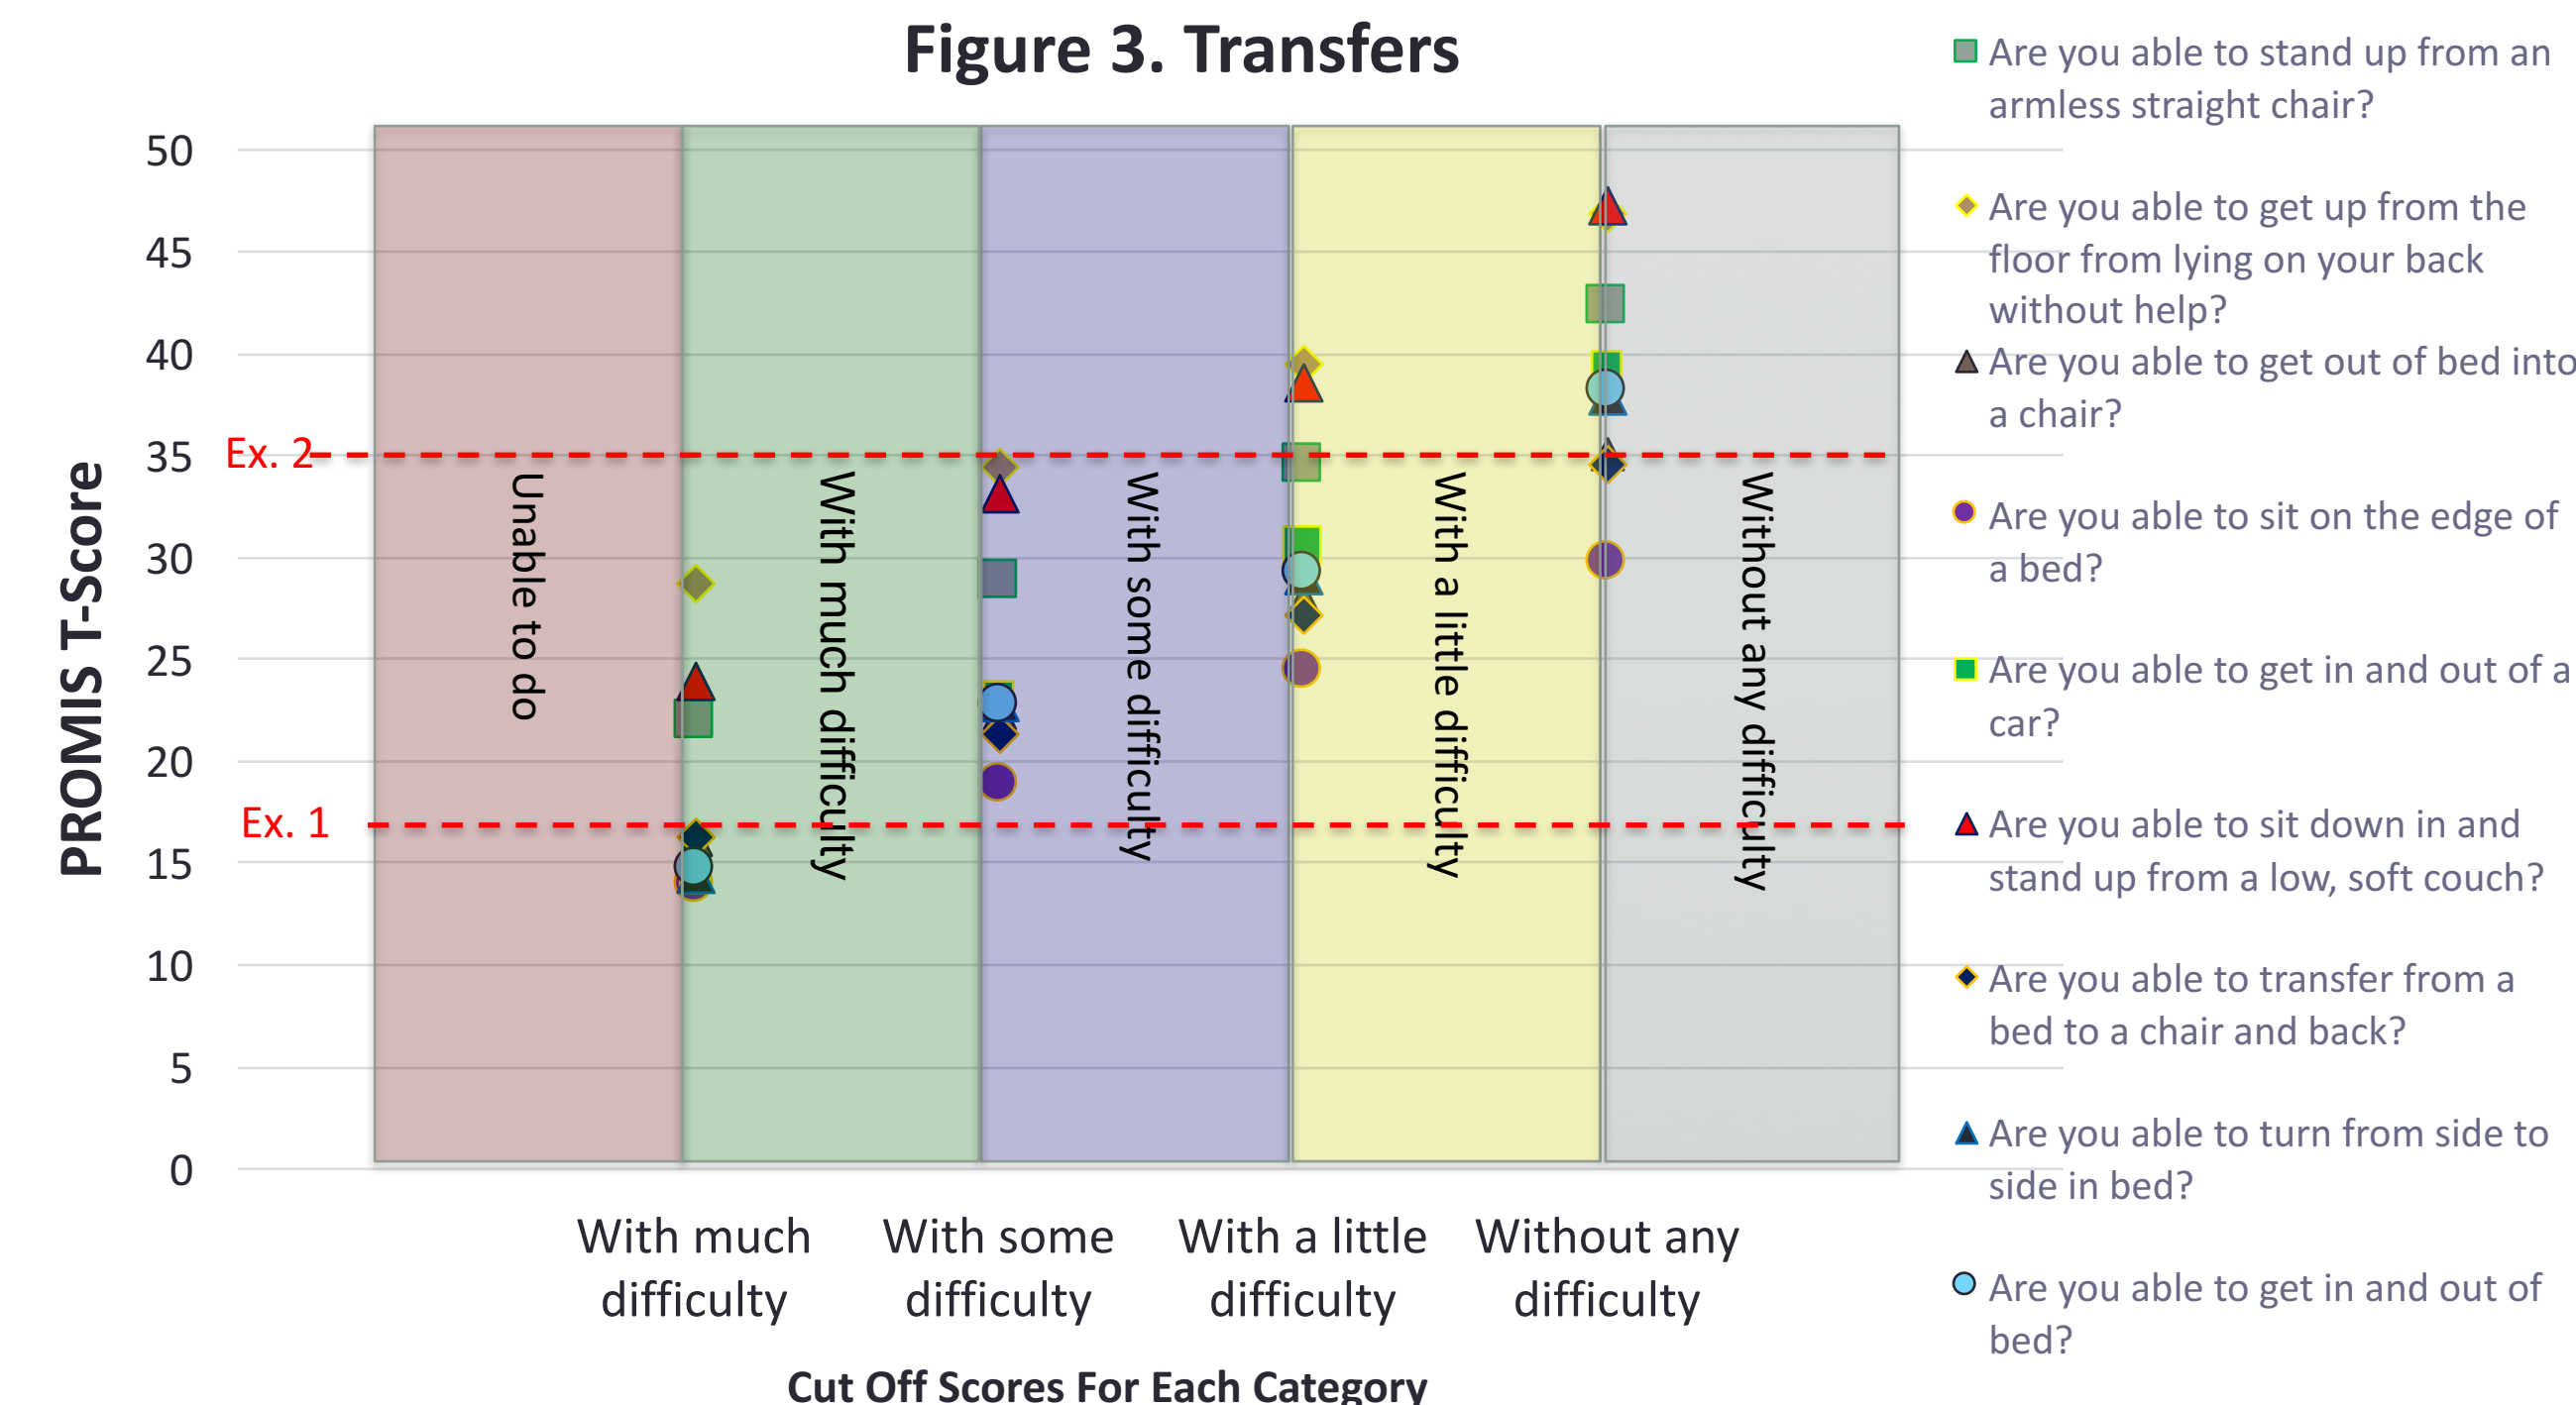 Figure 3. Transfers
PROMIS T-Score
50
45
40
35
30
25
20
15
10
5
0
Ex. 2
Ex. 1
Unable to do
With much difficulty
With some difficulty
With a little difficulty
Without any difficulty
With much
difficulty
With some
difficulty
With a little
difficulty
Without any
difficulty
Cut Off Scores For Each Category
Are you able to stand up from an
armless straight chair?
Are you able to get up from the
floor from lying on your back
without help?
Are you able to get out of bed into
a chair?
Are you able to sit on the edge of
a bed?
Are you able to get in and out of a
car?
Are you able to sit down in and
stand up from a low, soft couch?
Are you able to transfer from a
bed to a chair and back?
Are you able to turn from side to
side in bed?
Are you able to get in and out of
bed?